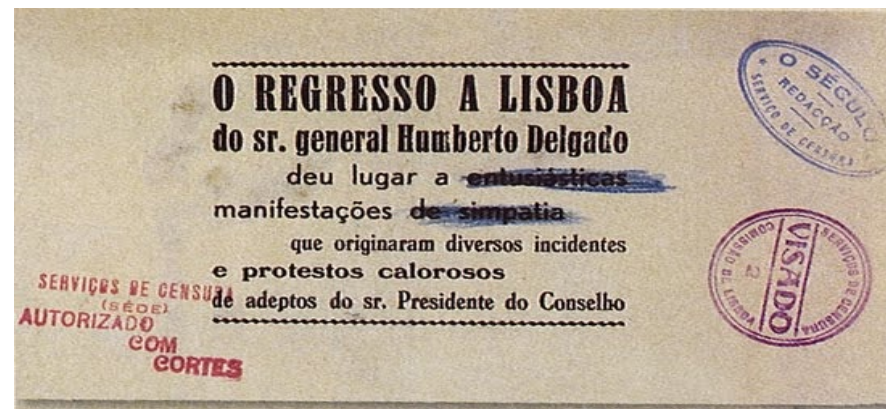 O REGRESSO A LISBOA
do sr. general Humberto Delgado
deu lugar a entusiásticas
manifestações de simpatia
que originaram diversos incidentes
e protestos calorosos
de adeptos do sr. Presidente do Conselho
SERVIÇOS DE CENSURA
(SÉDE)
AUTORIZADO
COM
CORTES
O SÉCULO
REDACÇÃO
* SERVIÇO DE CENSURA
SERVIÇOS DE CENSURA
VISADO
COMISSÃO DE LISBOA